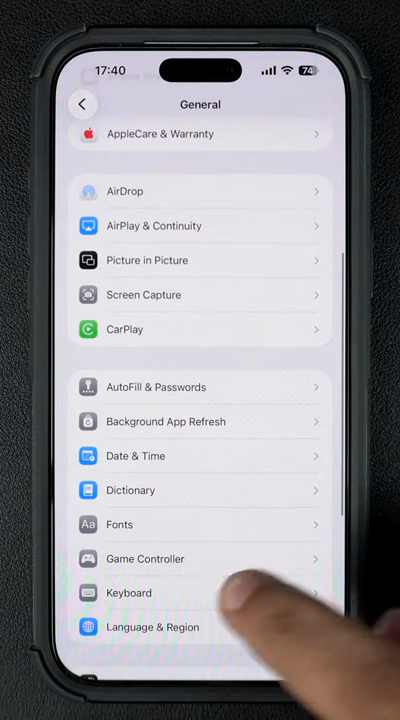 17:40
74
General
AppleCare & Warranty
AirDrop
AirPlay & Continuity
Picture in Picture
Screen Capture
CarPlay
AutoFill & Passwords
Background App Refresh
Date & Time
Dictionary
Aa Fonts
Game Controller
Keyboard
Language & Region